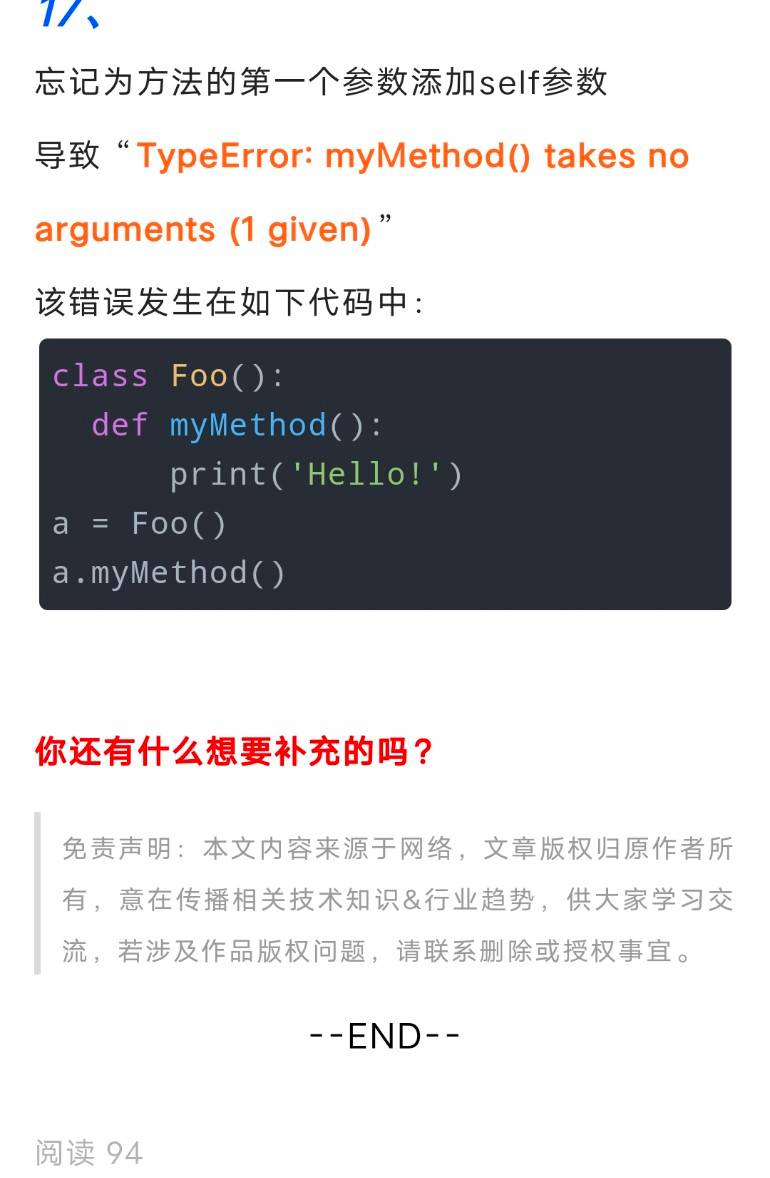 17、
忘记为方法的第一个参数添加self参数
导致“TypeError: myMethod() takes no
arguments (1 given)”
该错误发生在如下代码中：
class Foo():
  def myMethod():
      print('Hello!')
a = Foo()
a.myMethod()
你还有什么想要补充的吗？
免责声明：本文内容来源于网络，文章版权归原作者所
有，意在传播相关技术知识&行业趋势，供大家学习交
流，若涉及作品版权问题，请联系删除或授权事宜。
--END--
阅读 94